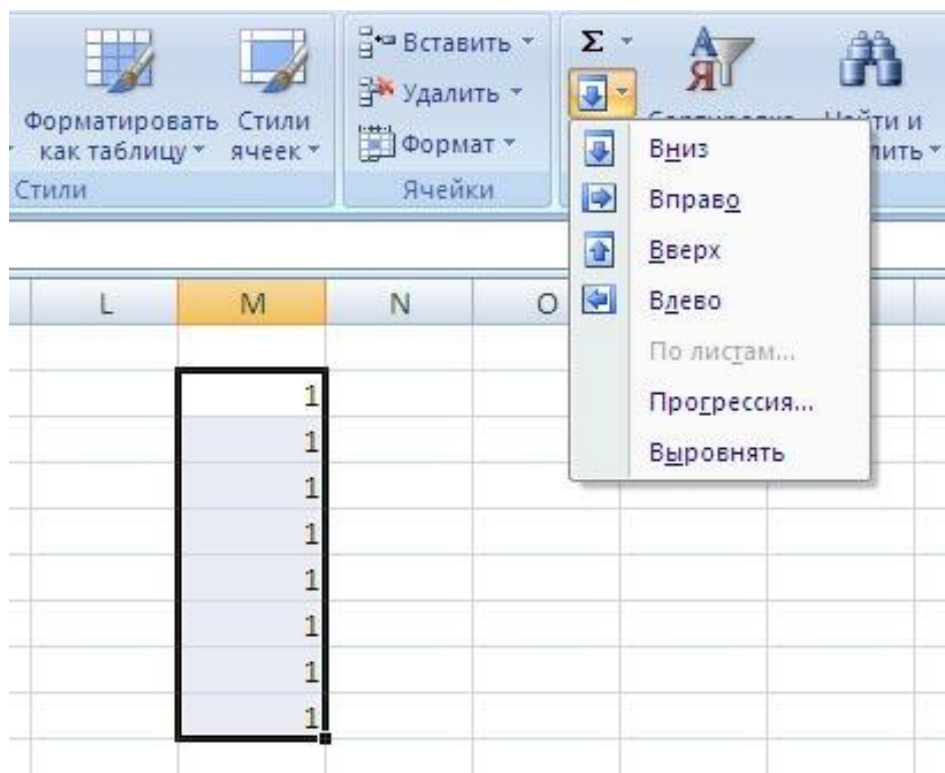 Вставить
Σ
Удалить
А
Я
Форматировать
как таблицу
Стили
ячеек
Формат
Стили
Ячейки
Вниз
Вправо
Вверх
Влево
По листам...
Прогрессия...
Выровнять
L M N O
1
1
1
1
1
1
1
1